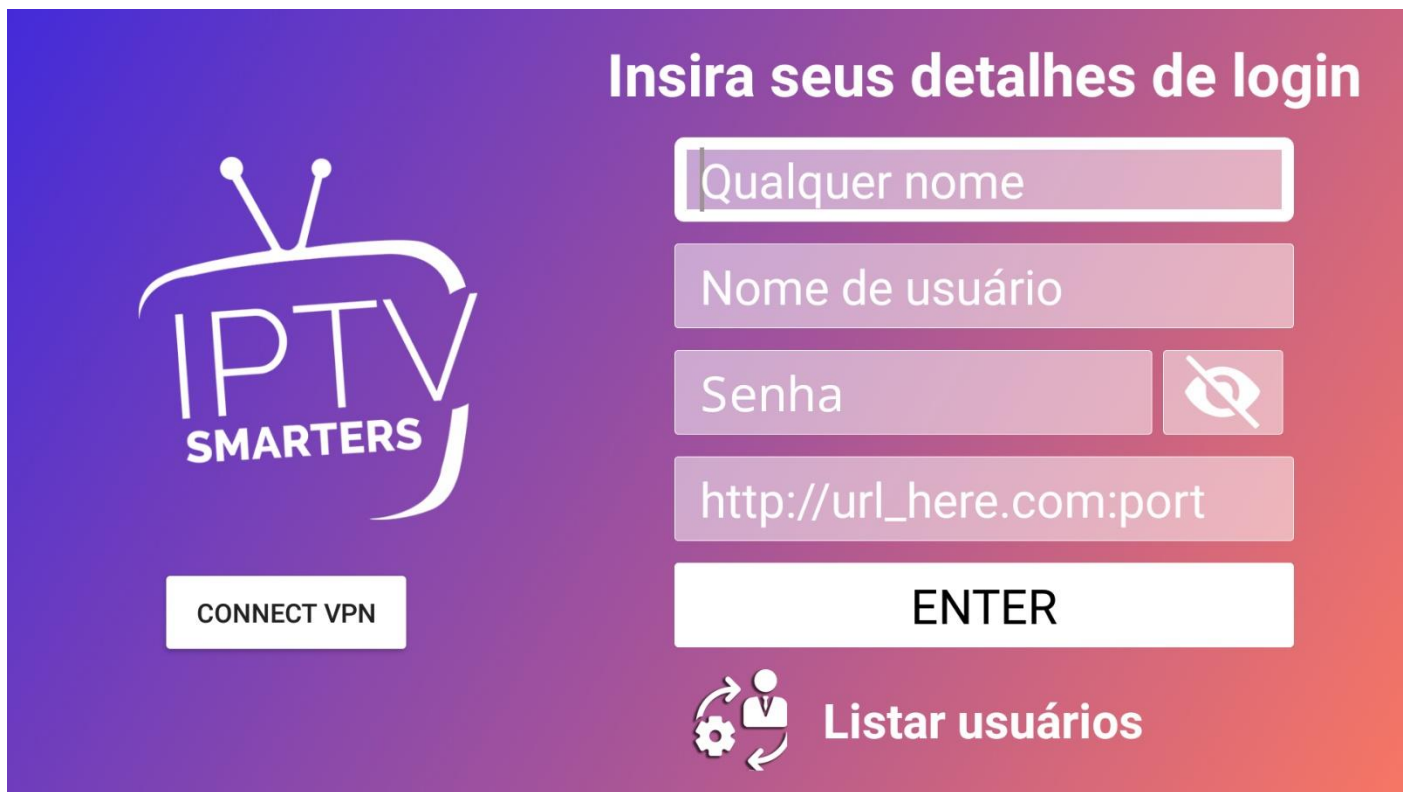 Insira seus detalhes de login
Qualquer nome
Nome de usuário
Senha
http://url_here.com:port
ENTER
Listar usuários
IPTV
SMARTERS
CONNECT VPN